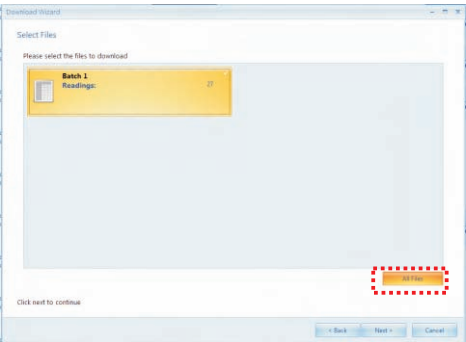 Download Wizard
Select Files
Please select the files to download
Batch 1
Readings: 27
All Files
Click next to continue
< Back Next > Cancel